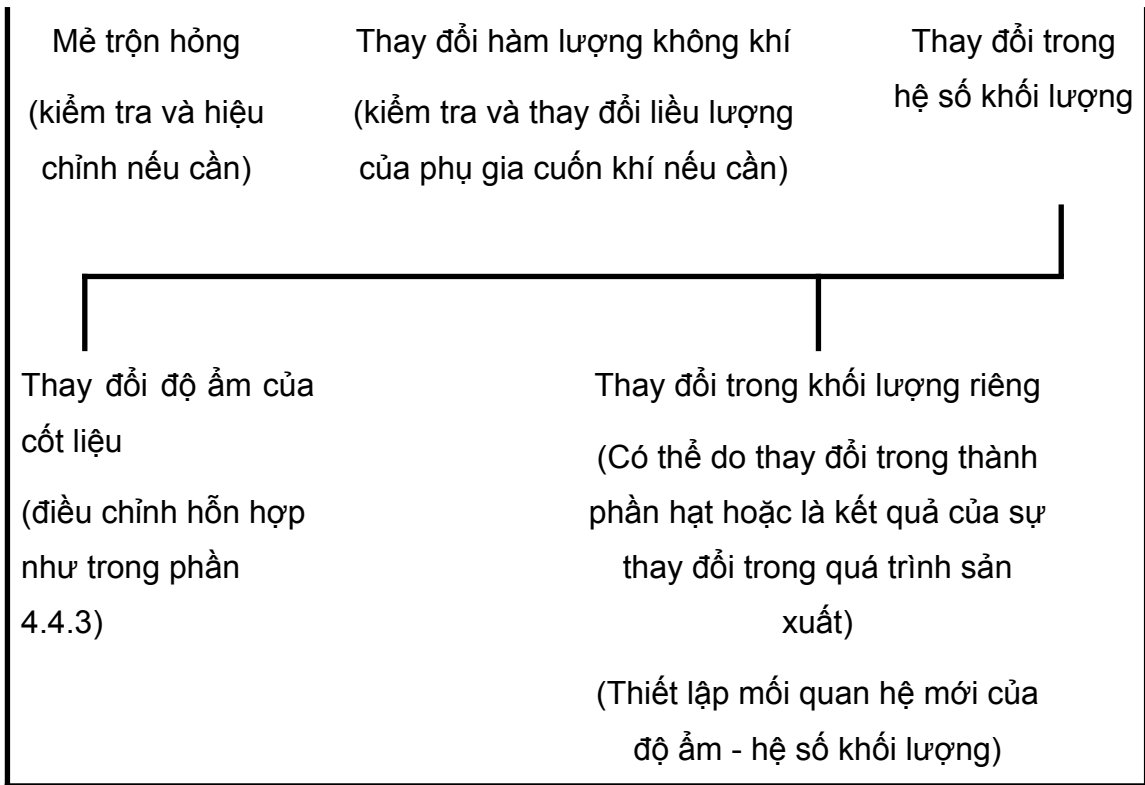 Mẻ trộn hỏng
(kiểm tra và hiệu
chỉnh nếu cần)
Thay đổi hàm lượng không khí
(kiểm tra và thay đổi liều lượng
của phụ gia cuốn khí nếu cần)
Thay đổi trong
hệ số khối lượng
Thay đổi độ ẩm của
cốt liệu
(điều chỉnh hỗn hợp
như trong phần
4.4.3)
Thay đổi trong khối lượng riêng
(Có thể do thay đổi trong thành
phần hạt hoặc là kết quả của sự
thay đổi trong quá trình sản
xuất)
(Thiết lập mối quan hệ mới của
độ ẩm - hệ số khối lượng)